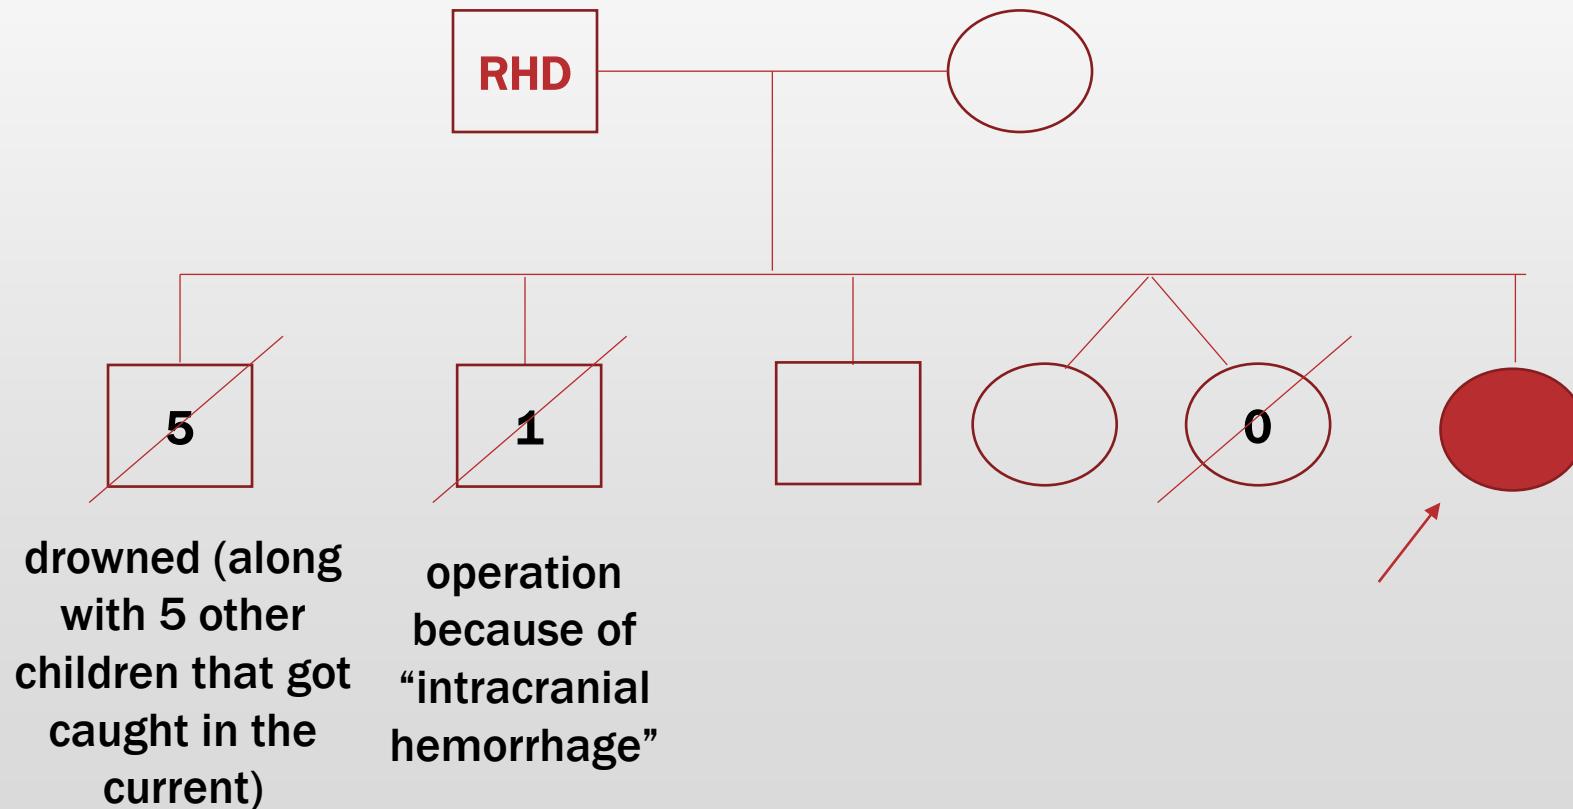 RHD
5
1
0
drowned (along
with 5 other
children that got
caught in the
current)
operation
because of
“intracranial
hemorrhage”